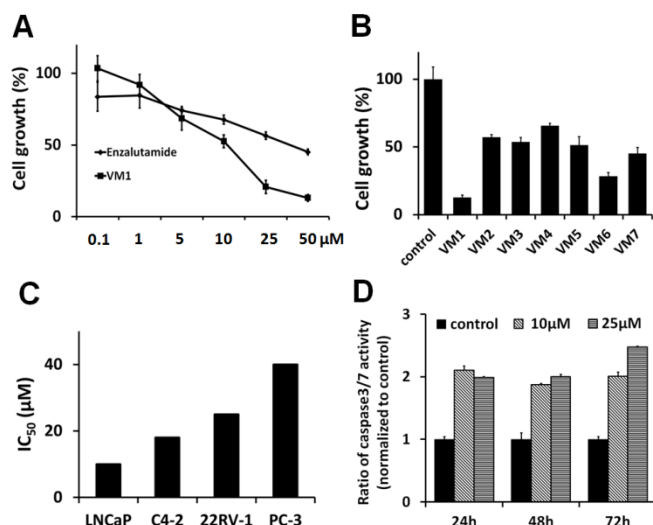 A
Cell growth (%)
100
50
0
Enzalutamide
VM1
0.1 1 5 10 25 50 μM
B
Cell growth (%)
100
50
0
control VM1 VM2 VM3 VM4 VM5 VM6 VM7
C
IC50 (μM)
40
20
0
LNCaP C4-2 22RV-1 PC-3
D
Ratio of caspase3/7 activity
(normalized to control)
control 10μM 25μM
3
2
1
0
24h 48h 72h